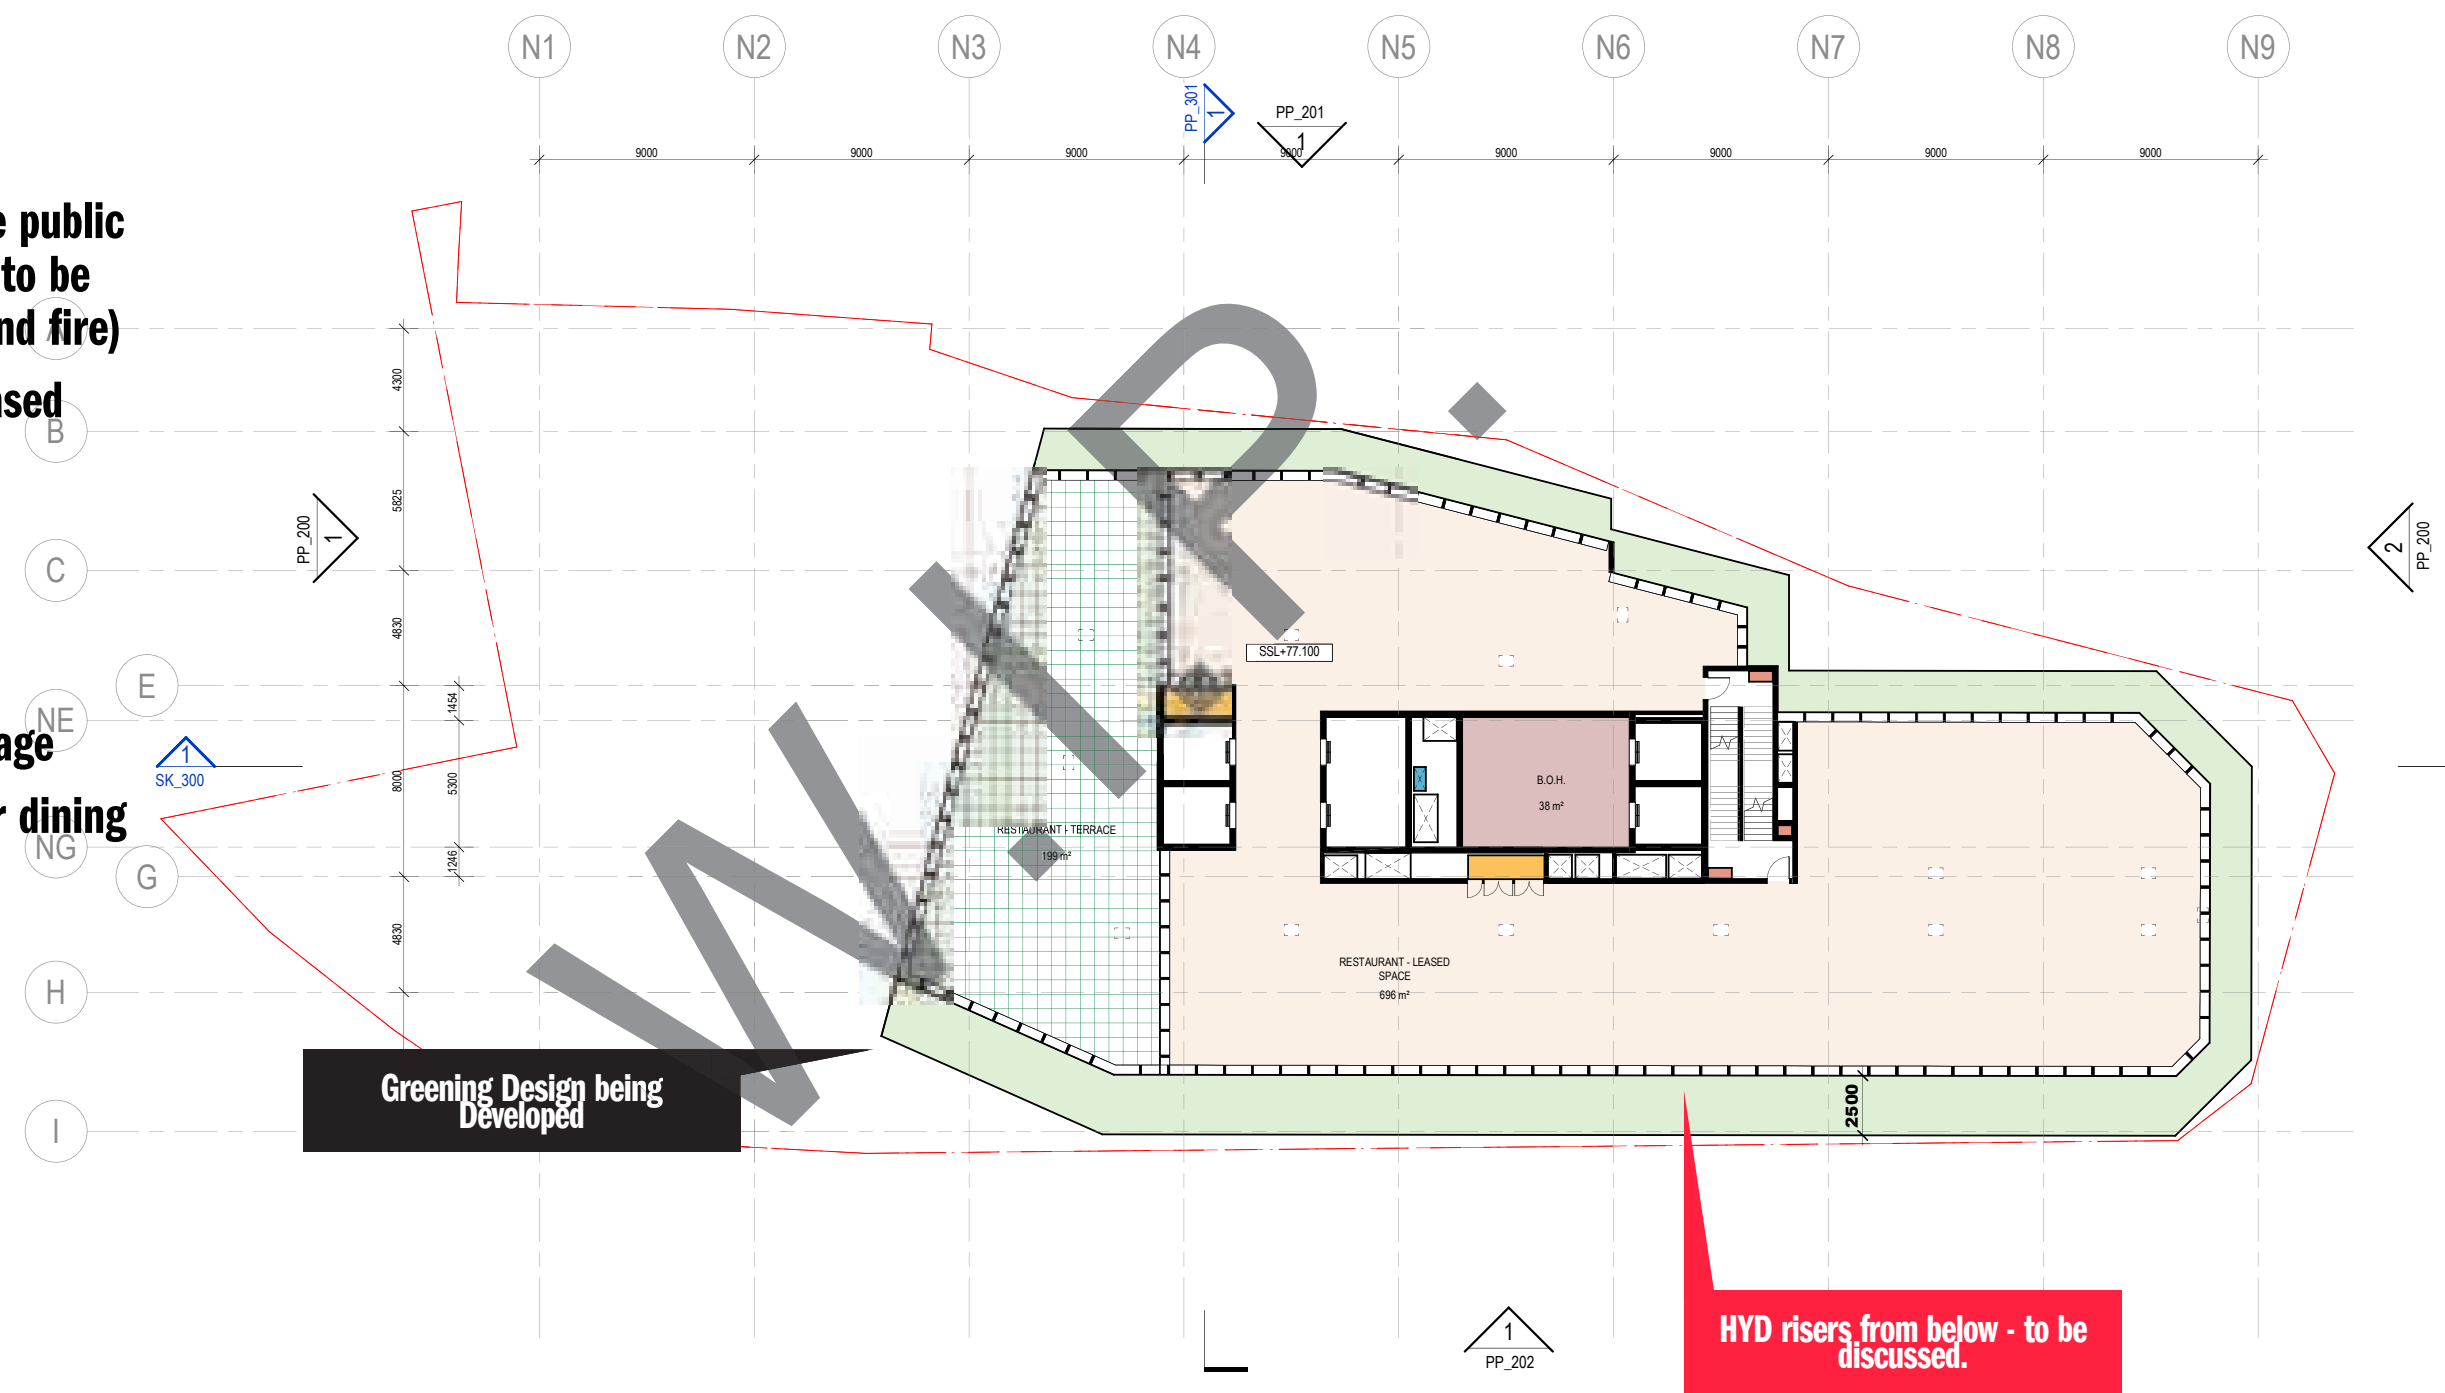 N1 N2 N3 N4 N5 N6 N7 N8 N9
PP_301
1
PP_201
1
9000 9000 9000 9000 9000 9000 9000 9000
public
to be
fire)
A
B
C
E
NE
NG
G
H
I
dining
4300
5825
4830
8000
4830
1454
5300
1246
PP_200
1
2
PP_200
1
SK_300
SSL+77.100
B.O.H.
38 m²
RESTAURANT - TERRACE
199 m²
RESTAURANT - LEASED
SPACE
696 m²
W.I.P.
2500
Greening Design being
Developed
HYD risers from below - to be
discussed.
1
PP_202